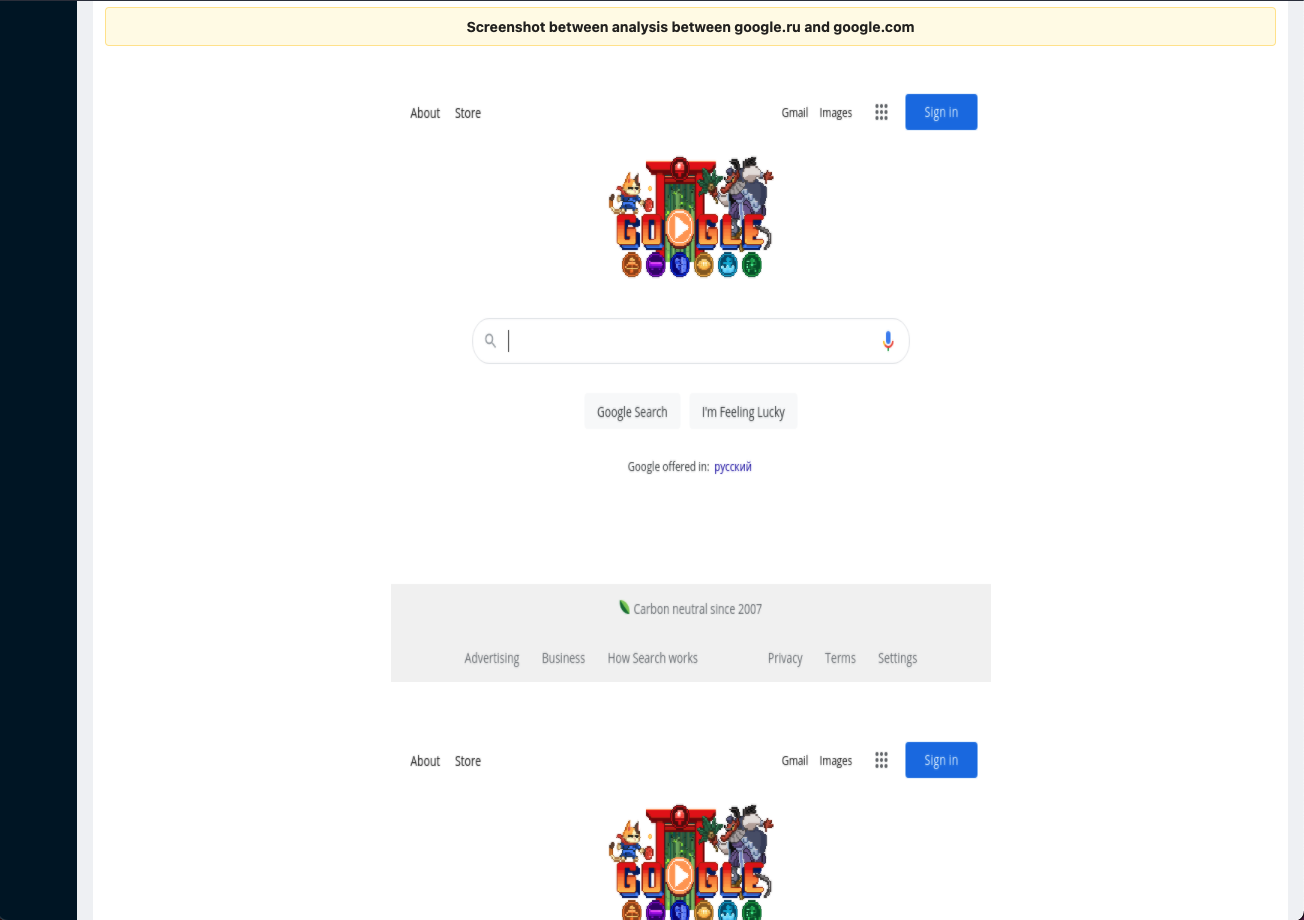 Screenshot between analysis between google.ru and google.com
About Store Gmail Images Sign in
GOOGLE
Google Search I'm Feeling Lucky
Google offered in: русский
Carbon neutral since 2007
Advertising Business How Search works Privacy Terms Settings
About Store Gmail Images Sign in
GOOGLE